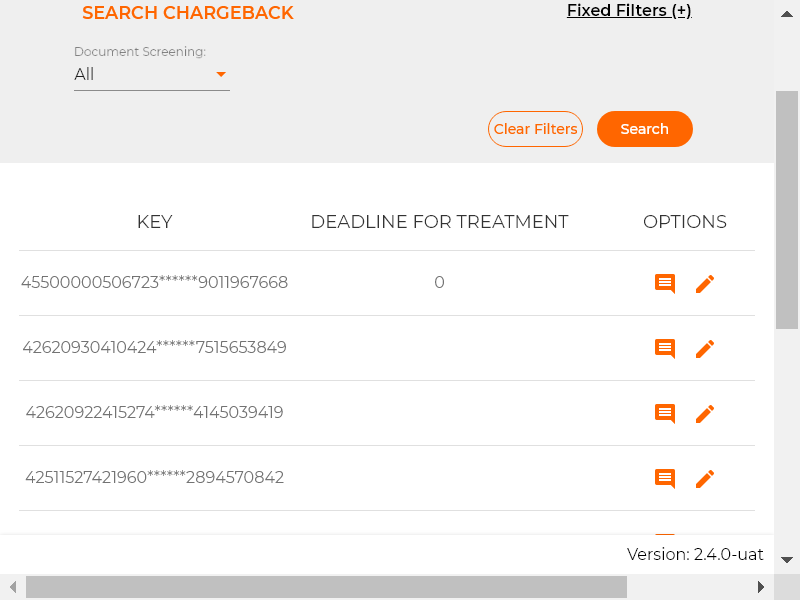 SEARCH CHARGEBACK
Fixed Filters (+)
Document Screening:
All
Clear Filters
Search
KEY
DEADLINE FOR TREATMENT
OPTIONS
45500000506723******9011967668
0
42620930410424******7515653849
42620922415274******4145039419
42511527421960******2894570842
Version: 2.4.0-uat